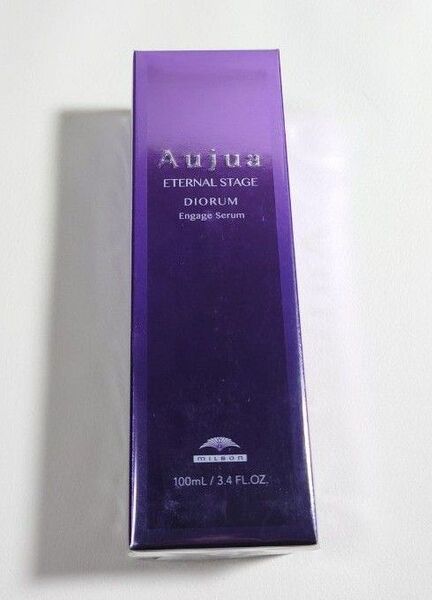 Aujua
ETERNAL STAGE
DIORUM
Engage Serum
milbon
100mL / 3.4 FL.OZ.